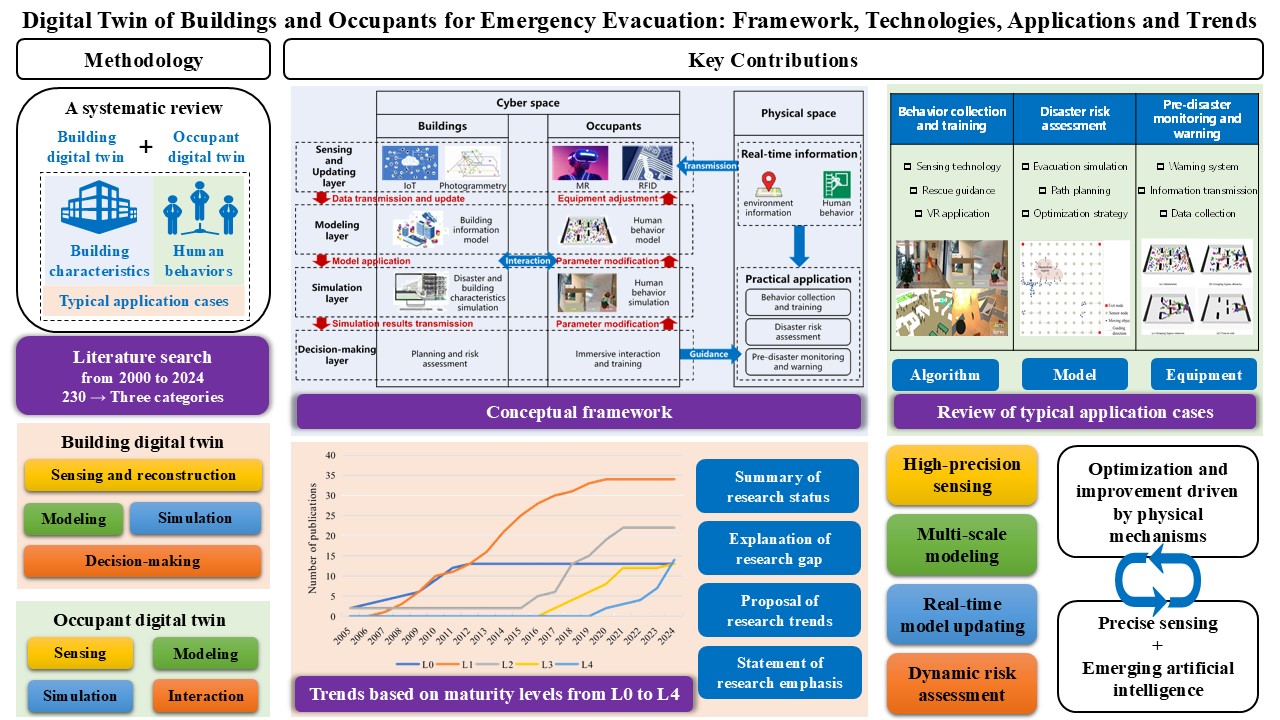 Digital Twin of Buildings and Occupants for Emergency Evacuation: Framework, Technologies, Applications and Trends
Methodology
Key Contributions
A systematic review
Building
digital twin
+
Occupant
digital twin
Building
characteristics
Human
behaviors
Typical application cases
Literature search
from 2000 to 2024
230 → Three categories
Building digital twin
Sensing and reconstruction
Modeling
Simulation
Decision-making
Occupant digital twin
Sensing
Modeling
Simulation
Interaction
Cyber space
Buildings
Occupants
Physical space
Sensing
and
Updating
layer
IoT
Photogrammetry
MR
RFID
Transmission
Real-time information
environment
information
Human
behavior
Data transmission and update
Equipment adjustment
Modeling
layer
Building
information
model
Human
behavior
model
Model application
Interaction
Parameter modification
Simulation
layer
Disaster and
building
characteristics
simulation
Human
behavior
simulation
Simulation results transmission
Parameter modification
Decision-making
layer
Planning and risk
assessment
Immersive interaction
and training
Guidance
Practical application
Behavior collection
and training
Disaster risk
assessment
Pre-disaster monitoring
and warning
Conceptual framework
Behavior collection
and training
Disaster risk
assessment
Pre-disaster
monitoring and
warning
Sensing technology
Rescue guidance
VR application
Evacuation simulation
Path planning
Optimization strategy
Warning system
Information transmission
Data collection
Exit node
Sensor node
Moving object
Guiding
direction
Algorithm
Model
Equipment
Review of typical application cases
Number of publications
40
35
30
25
20
15
10
5
0
2005
2006
2007
2008
2009
2010
2011
2012
2013
2014
2015
2016
2017
2018
2019
2020
2021
2022
2023
2024
L0
L1
L2
L3
L4
Trends based on maturity levels from L0 to L4
Summary of
research status
Explanation of
research gap
Proposal of
research trends
Statement of
research emphasis
High-precision
sensing
Multi-scale
modeling
Real-time
model updating
Dynamic risk
assessment
Optimization and
improvement driven
by physical
mechanisms
Precise sensing
+
Emerging artificial
intelligence